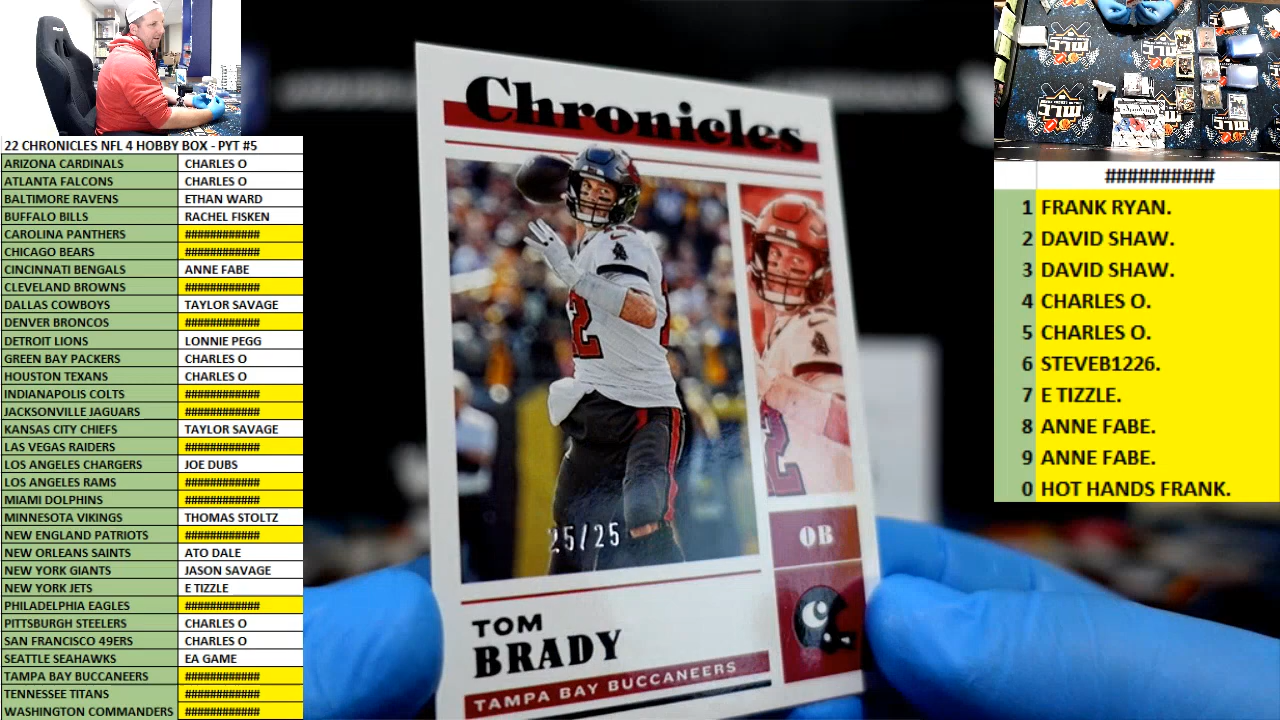 22 CHRONICLES NFL 4 HOBBY BOX - PYT #5
ARIZONA CARDINALS CHARLES O
ATLANTA FALCONS CHARLES O
BALTIMORE RAVENS ETHAN WARD
BUFFALO BILLS RACHEL FISKEN
CAROLINA PANTHERS ############
CHICAGO BEARS ############
CINCINNATI BENGALS ANNE FABE
CLEVELAND BROWNS ############
DALLAS COWBOYS TAYLOR SAVAGE
DENVER BRONCOS ############
DETROIT LIONS LONNIE PEGG
GREEN BAY PACKERS CHARLES O
HOUSTON TEXANS CHARLES O
INDIANAPOLIS COLTS ############
JACKSONVILLE JAGUARS ############
KANSAS CITY CHIEFS TAYLOR SAVAGE
LAS VEGAS RAIDERS ############
LOS ANGELES CHARGERS JOE DUBS
LOS ANGELES RAMS ############
MIAMI DOLPHINS ############
MINNESOTA VIKINGS THOMAS STOLTZ
NEW ENGLAND PATRIOTS ############
NEW ORLEANS SAINTS ATO DALE
NEW YORK GIANTS JASON SAVAGE
NEW YORK JETS E TIZZLE
PHILADELPHIA EAGLES ############
PITTSBURGH STEELERS CHARLES O
SAN FRANCISCO 49ERS CHARLES O
SEATTLE SEAHAWKS EA GAME
TAMPA BAY BUCCANEERS ############
TENNESSEE TITANS ############
WASHINGTON COMMANDERS ############
Chronicles
25/25
QB
C
TOM
BRADY
TAMPA BAY BUCCANEERS
##########
1 FRANK RYAN.
2 DAVID SHAW.
3 DAVID SHAW.
4 CHARLES O.
5 CHARLES O.
6 STEVEB1226.
7 E TIZZLE.
8 ANNE FABE.
9 ANNE FABE.
0 HOT HANDS FRANK.